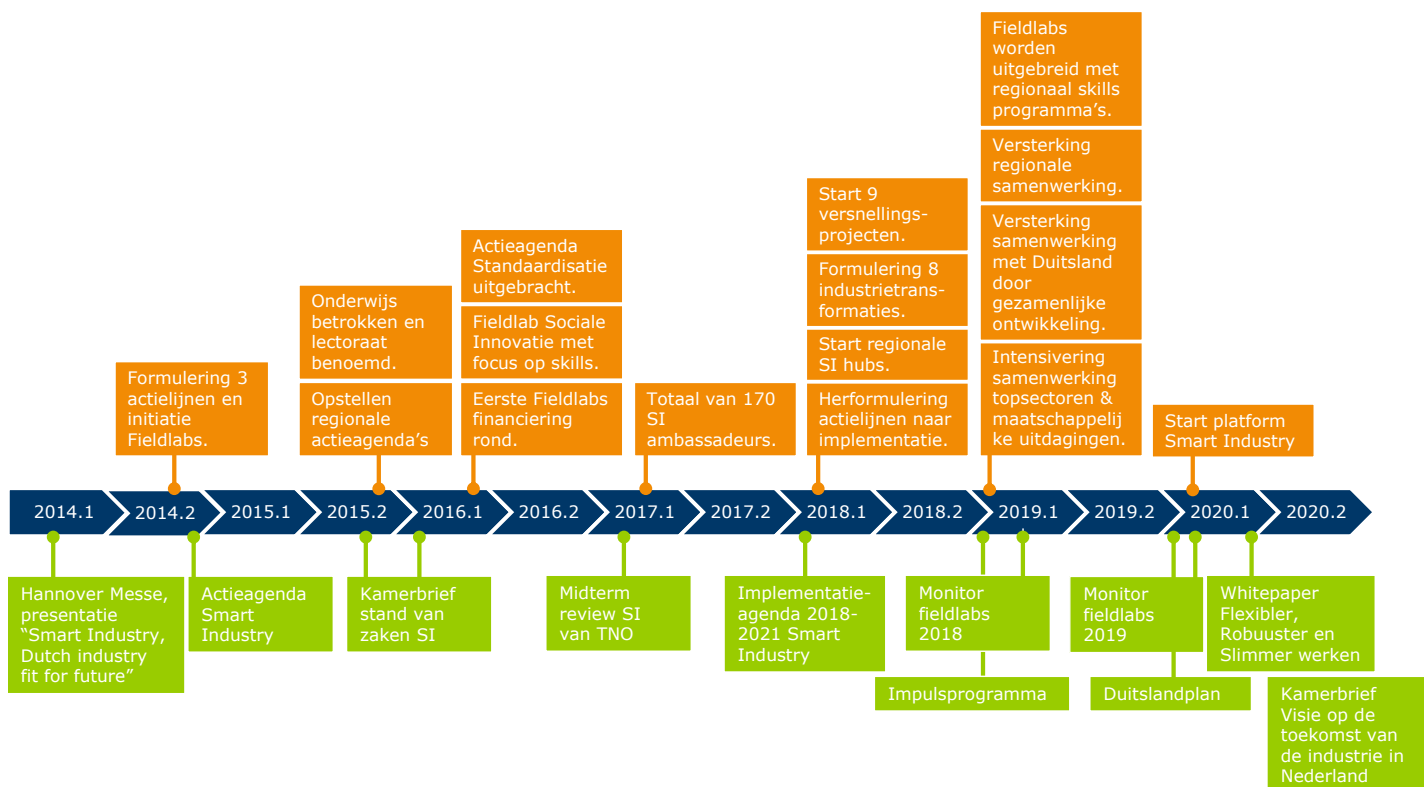 Fieldlabs
worden
uitgebreid met
regionaal skills
programma's.
Versterking
regionale
samenwerking.
Versterking
samenwerking
met Duitsland
door
gezamenlijke
ontwikkeling.
Intensivering
samenwerking
topsectoren &
maatschappelij
ke uitdagingen.
Start 9
versnellings-
projecten.
Formulering 8
industrietrans-
formaties.
Start regionale
SI hubs.
Herformulering
actielijnen naar
implementatie.
Actieagenda
Standaardisatie
uitgebracht.
Fieldlab Sociale
Innovatie met
focus op skills.
Eerste Fieldlabs
financiering
rond.
Onderwijs
betrokken en
lectoraat
benoemd.
Opstellen
regionale
actieagenda's
Formulering 3
actielijnen en
initiatie
Fieldlabs.
Totaal van 170
SI
ambassadeurs.
Start platform
Smart Industry
2014.1
2014.2
2015.1
2015.2
2016.1
2016.2
2017.1
2017.2
2018.1
2018.2
2019.1
2019.2
2020.1
2020.2
Hannover Messe,
presentatie
“Smart Industry,
Dutch industry
fit for future”
Actieagenda
Smart
Industry
Kamerbrief
stand van
zaken SI
Midterm
review SI
van TNO
Implementatie-
agenda 2018-
2021 Smart
Industry
Monitor
fieldlabs
2018
Impulsprogramma
Monitor
fieldlabs
2019
Duitslandplan
Whitepaper
Flexibler,
Robuuster en
Slimmer werken
Kamerbrief
Visie op de
toekomst van
de industrie in
Nederland